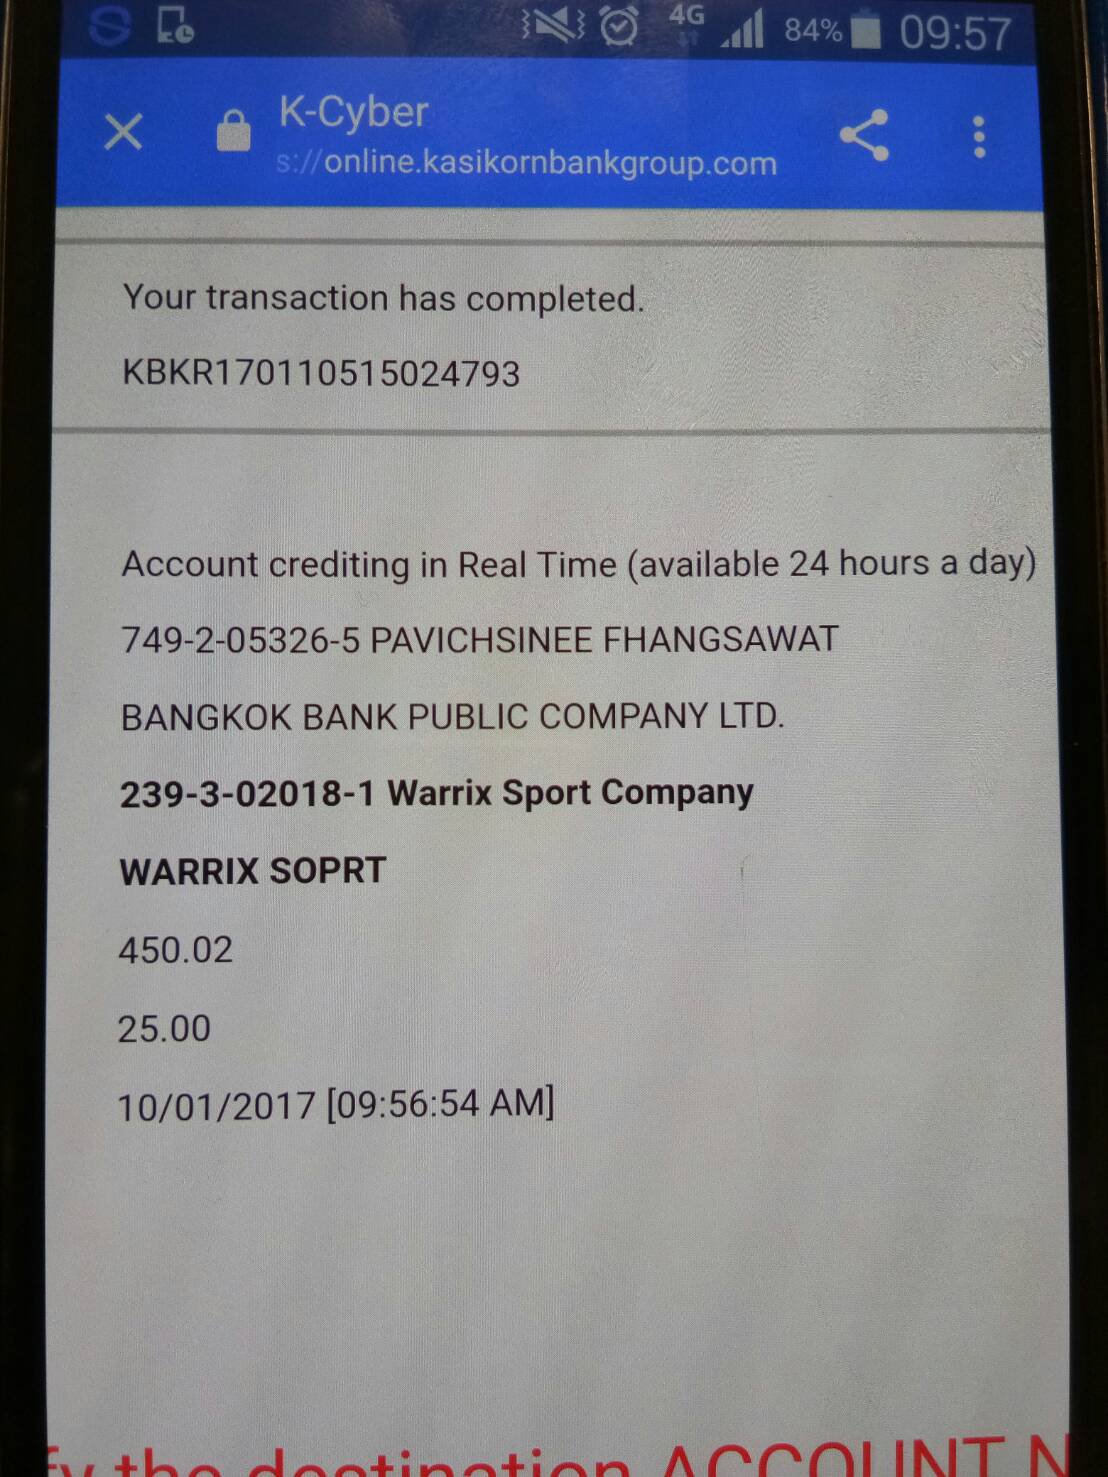 4G 84% 09:57
K-Cyber
s://online.kasikornbankgroup.com
Your transaction has completed.
KBKR170110515024793
Account crediting in Real Time (available 24 hours a day)
749-2-05326-5 PAVICHSINEE FHANGSAWAT
BANGKOK BANK PUBLIC COMPANY LTD.
239-3-02018-1 Warrix Sport Company
WARRIX SOPRT
450.02
25.00
10/01/2017 [09:56:54 AM]
fy the destination ACCOUNT N